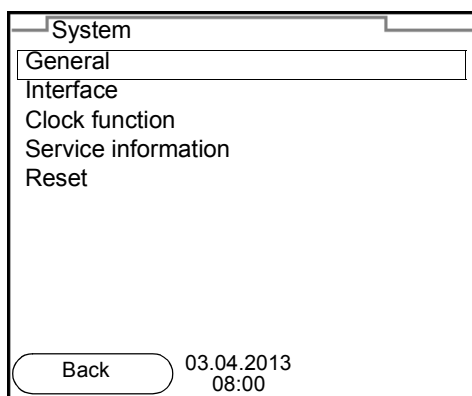 System
General
Interface
Clock function
Service information
Reset
Back
03.04.2013
08:00